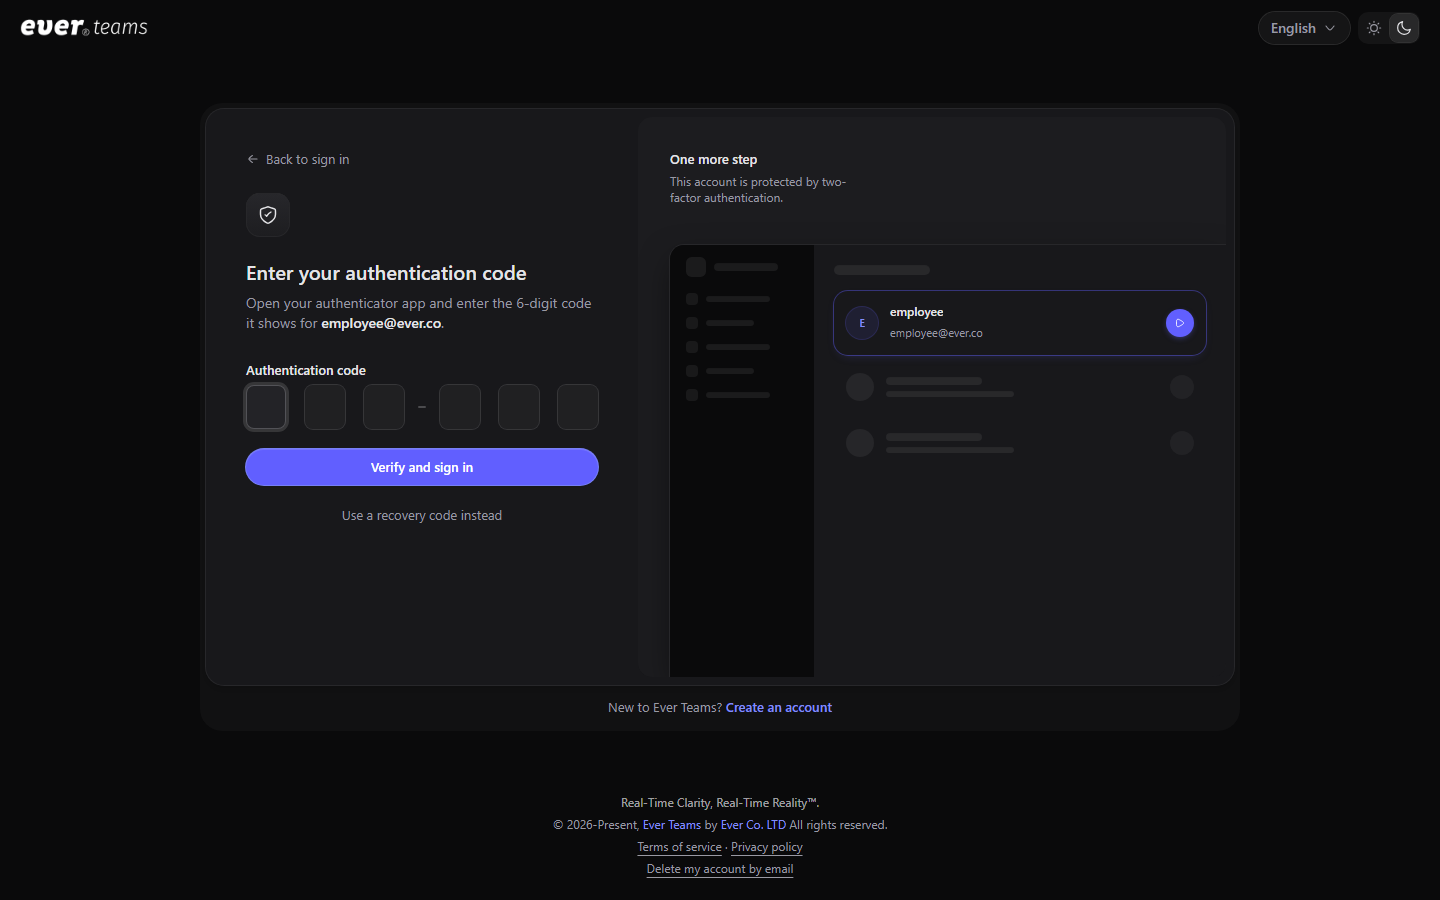 ever® teams
English
← Back to sign in
Enter your authentication code
Open your authenticator app and enter the 6-digit code
it shows for employee@ever.co.
Authentication code
–
Verify and sign in
Use a recovery code instead
One more step
This account is protected by two-
factor authentication.
E
employee
employee@ever.co
New to Ever Teams? Create an account
Real-Time Clarity, Real-Time Reality™.
© 2026-Present, Ever Teams by Ever Co. LTD All rights reserved.
Terms of service · Privacy policy
Delete my account by email